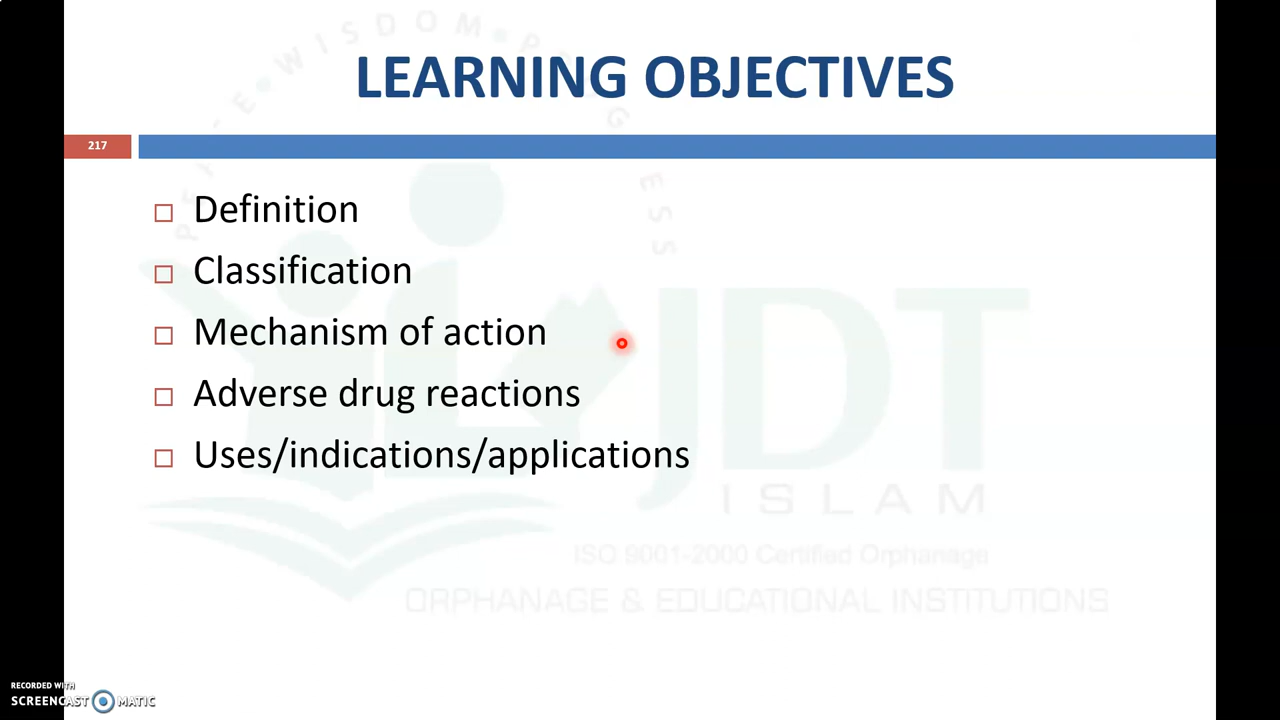 LEARNING OBJECTIVES
217
Definition
Classification
Mechanism of action
Adverse drug reactions
Uses/indications/applications
JDT
ISLAM
ISO 9001-2000 Certified Orphanage
ORPHANAGE & EDUCATIONAL INSTITUTIONS
RECORDED WITH
SCREENCAST MATIC